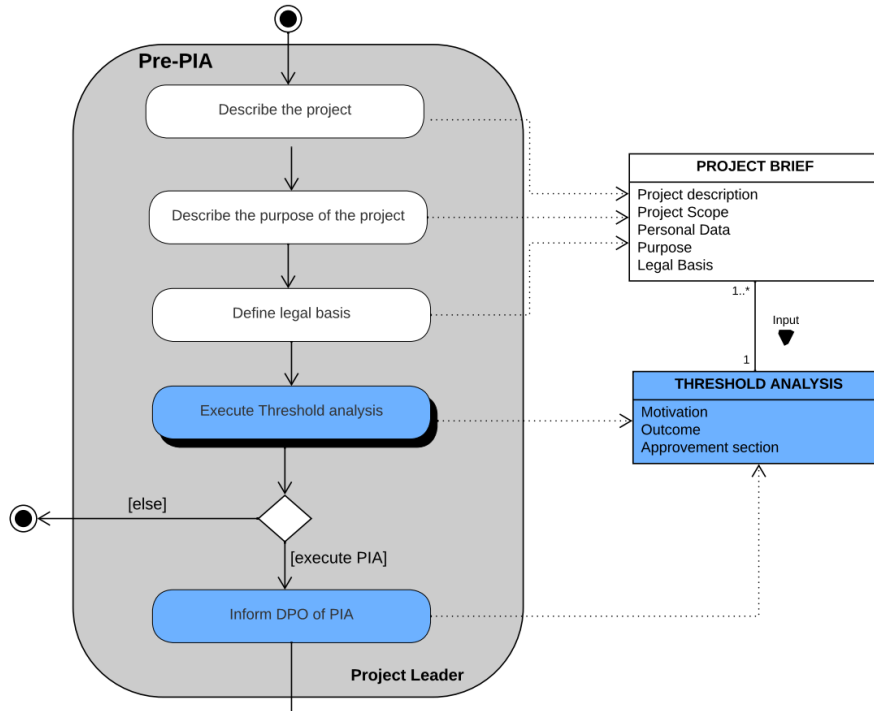 Pre-PIA
Describe the project
Describe the purpose of the project
Define legal basis
Execute Threshold analysis
[else]
[execute PIA]
Inform DPO of PIA
Project Leader
PROJECT BRIEF
Project description
Project Scope
Personal Data
Purpose
Legal Basis
1..*
Input
1
THRESHOLD ANALYSIS
Motivation
Outcome
Approvement section